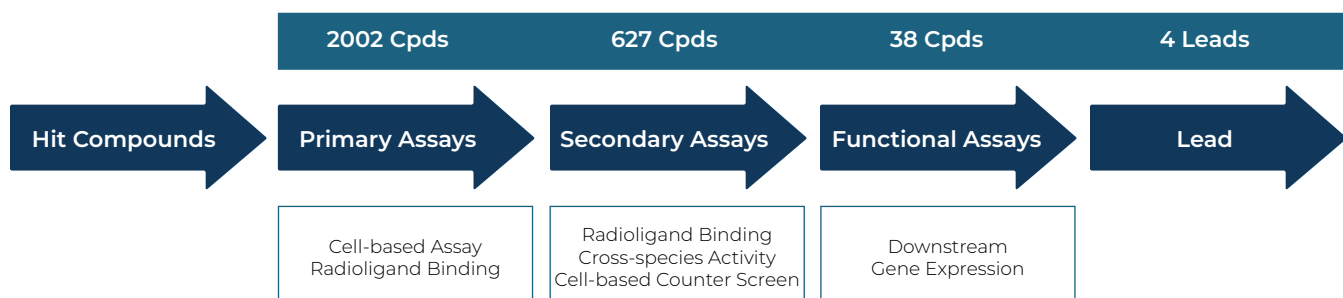 2002 Cpds
627 Cpds
38 Cpds
4 Leads
Hit Compounds
Primary Assays
Secondary Assays
Functional Assays
Lead
Cell-based Assay
Radioligand Binding
Radioligand Binding
Cross-species Activity
Cell-based Counter Screen
Downstream
Gene Expression